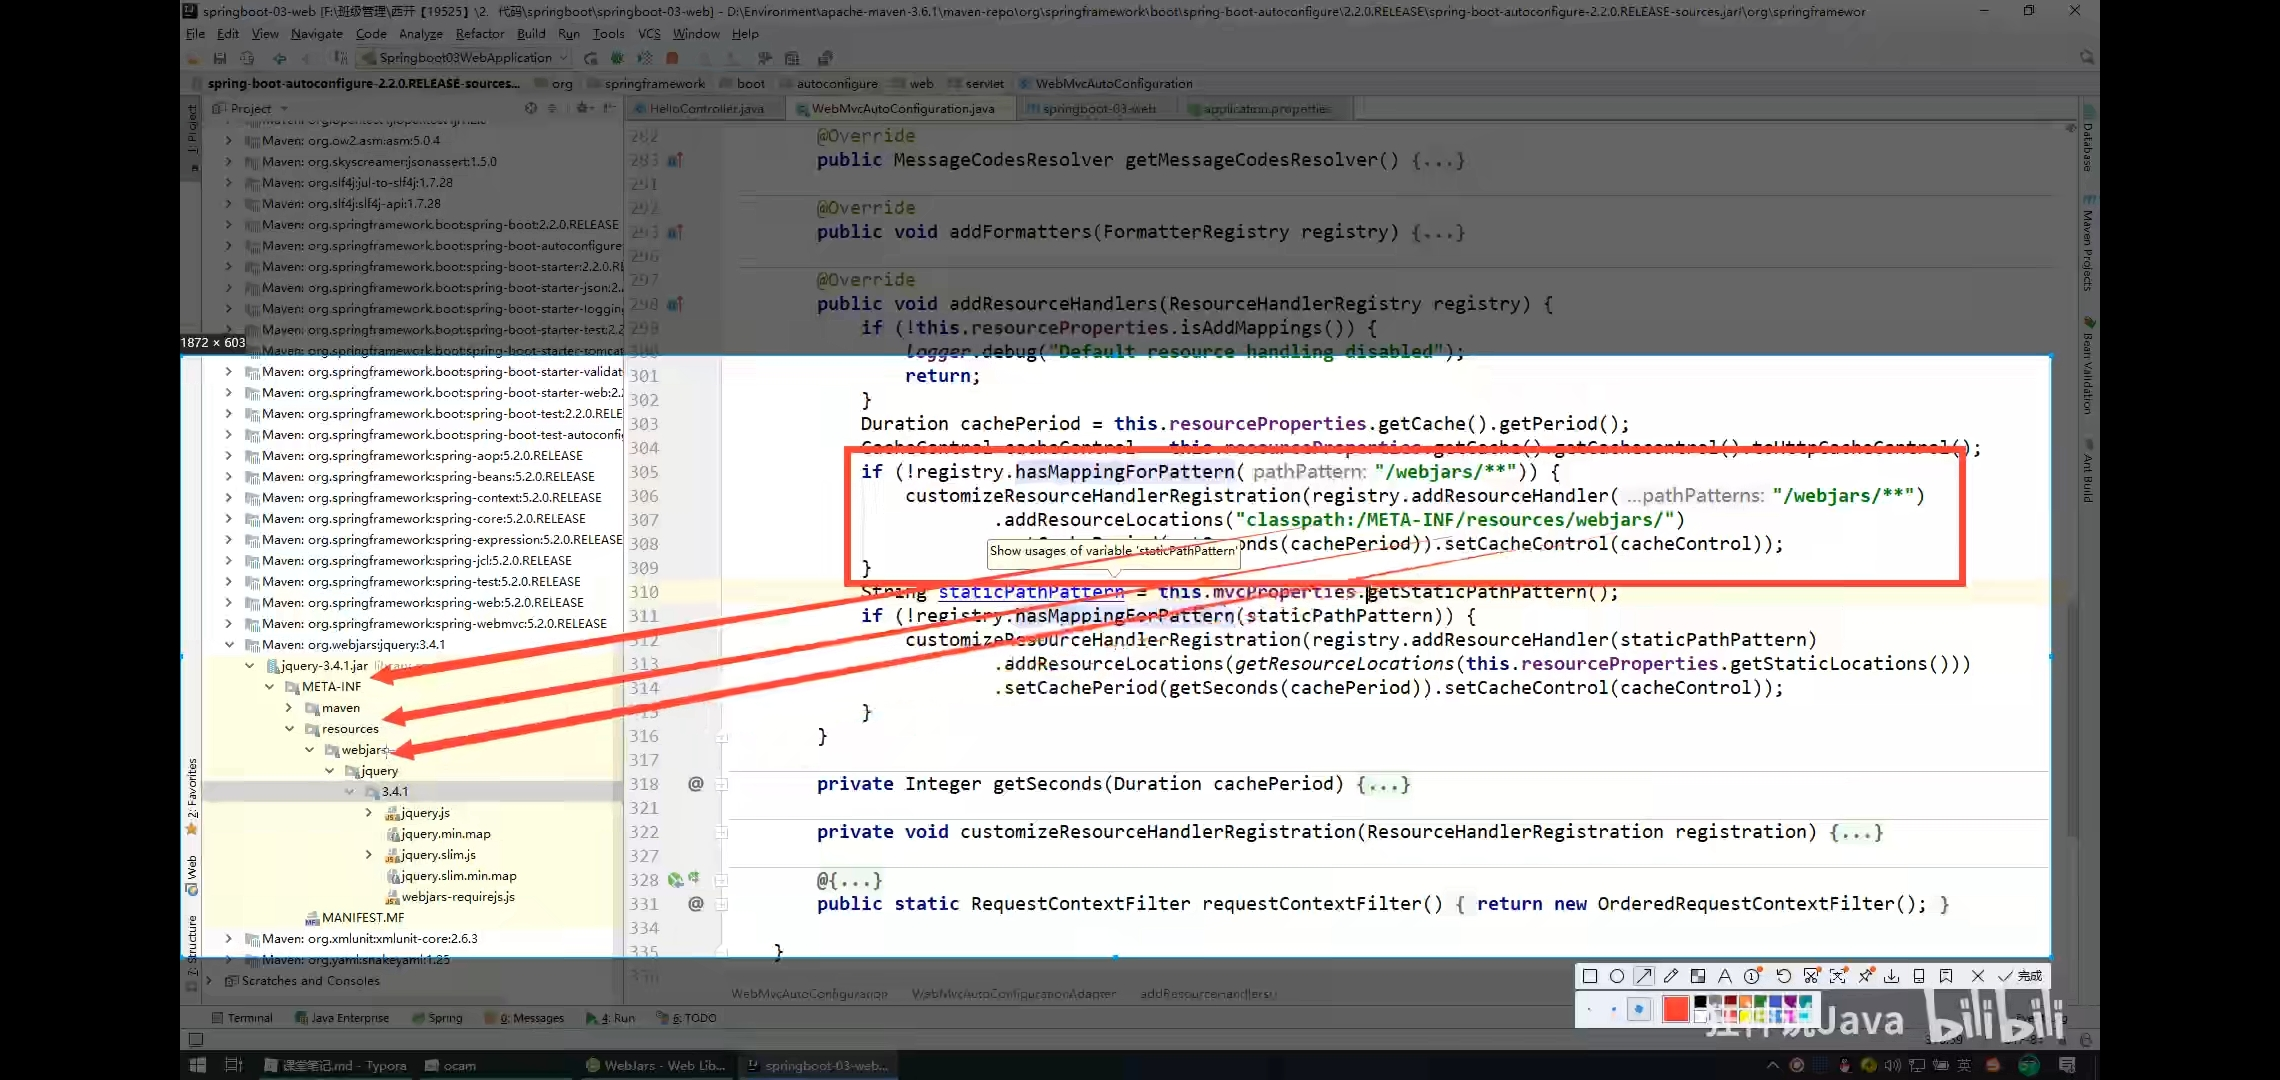 springboot-03-web [F:\班级管理\西开【19525】\2、代码\springboot\springboot-03-web] - D:\Environment\apache-maven-3.6.1\maven-repo\org\springframework\boot\spring-boot-autoconfigure\2.2.0.RELEASE\spring-boot-autoconfigure-2.2.0.RELEASE-sources.jar!\org\springframewor
File Edit View Navigate Code Analyze Refactor Build Run Tools VCS Window Help
Springboot03WebApplication
spring-boot-autoconfigure-2.2.0.RELEASE-sources... org springframework boot autoconfigure web servlet WebMvcAutoConfiguration
Project
HelloController.java WebMvcAutoConfiguration.java springboot-03-web application.properties
1: Project
Maven: org.ow2.asm:asm:5.0.4
Maven: org.skyscreamer:jsonassert:1.5.0
Maven: org.slf4j:jul-to-slf4j:1.7.28
Maven: org.slf4j:slf4j-api:1.7.28
Maven: org.springframework.boot:spring-boot:2.2.0.RELEASE
Maven: org.springframework.boot:spring-boot-autoconfigure
Maven: org.springframework.boot:spring-boot-starter:2.2.0.RE
Maven: org.springframework.boot:spring-boot-starter-json:2.
Maven: org.springframework.boot:spring-boot-starter-logging
Maven: org.springframework.boot:spring-boot-starter-test:2.2
Maven: org.springframework.boot:spring-boot-starter-tomcat
1872 × 603
Maven: org.springframework.boot:spring-boot-starter-validat
Maven: org.springframework.boot:spring-boot-starter-web:2.
Maven: org.springframework.boot:spring-boot-test:2.2.0.RELE
Maven: org.springframework.boot:spring-boot-test-autoconfi
Maven: org.springframework:spring-aop:5.2.0.RELEASE
Maven: org.springframework:spring-beans:5.2.0.RELEASE
Maven: org.springframework:spring-context:5.2.0.RELEASE
Maven: org.springframework:spring-core:5.2.0.RELEASE
Maven: org.springframework:spring-expression:5.2.0.RELEASE
Maven: org.springframework:spring-jcl:5.2.0.RELEASE
Maven: org.springframework:spring-test:5.2.0.RELEASE
Maven: org.springframework:spring-web:5.2.0.RELEASE
Maven: org.springframework:spring-webmvc:5.2.0.RELEASE
Maven: org.webjars:jquery:3.4.1
jquery-3.4.1.jar
META-INF
maven
resources
webjars
jquery
3.4.1
jquery.js
jquery.min.map
jquery.slim.js
jquery.slim.min.map
webjars-requirejs.js
MANIFEST.MF
Maven: org.xmlunit:xmlunit-core:2.6.3
Maven: org.yaml:snakeyaml:1.25
Scratches and Consoles
2: Favorites
Web
7: Structure
282 @Override
283 public MessageCodesResolver getMessageCodesResolver() {...}
291
292 @Override
293 public void addFormatters(FormatterRegistry registry) {...}
296
297 @Override
298 public void addResourceHandlers(ResourceHandlerRegistry registry) {
299 if (!this.resourceProperties.isAddMappings()) {
300 logger.debug("Default resource handling disabled");
301 return;
302 }
303 Duration cachePeriod = this.resourceProperties.getCache().getPeriod();
304 CacheControl cacheControl = this.resourceProperties.getCache().getCachecontrol().toHttpCacheControl();
305 if (!registry.hasMappingForPattern( pathPattern: "/webjars/**")) {
306 customizeResourceHandlerRegistration(registry.addResourceHandler( ...pathPatterns: "/webjars/**")
307 .addResourceLocations("classpath:/META-INF/resources/webjars/")
308 Seconds(cachePeriod)).setCacheControl(cacheControl));
Show usages of variable 'staticPathPattern'
309 }
310 String staticPathPattern = this.mvcProperties.getStaticPathPattern();
311 if (!registry.hasMappingForPattern(staticPathPattern)) {
312 customizeResourceHandlerRegistration(registry.addResourceHandler(staticPathPattern)
313 .addResourceLocations(getResourceLocations(this.resourceProperties.getStaticLocations()))
314 .setCachePeriod(getSeconds(cachePeriod)).setCacheControl(cacheControl));
315 }
316 }
317
318 @ private Integer getSeconds(Duration cachePeriod) {...}
321
322 private void customizeResourceHandlerRegistration(ResourceHandlerRegistration registration) {...}
327
328 @{...}
331 @ public static RequestContextFilter requestContextFilter() { return new OrderedRequestContextFilter(); }
334
335 }
336
WebMvcAutoConfiguration WebMvcAutoConfigurationAdapter addResourceHandlers()
Database
Maven Projects
Bean Validation
Ant Build
完成
Terminal Java Enterprise Spring 0: Messages 4: Run 6: TODO
狂神说Java bilibili
课堂笔记.md - Typora ocam WebJars - Web Lib... springboot-03-web... 英